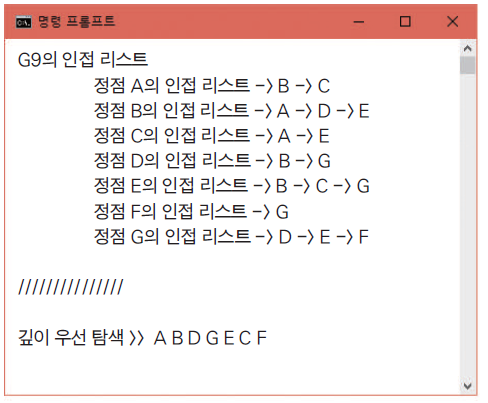 명령 프롬프트
G9의 인접 리스트
정점 A의 인접 리스트 -> B -> C
정점 B의 인접 리스트 -> A -> D -> E
정점 C의 인접 리스트 -> A -> E
정점 D의 인접 리스트 -> B -> G
정점 E의 인접 리스트 -> B -> C -> G
정점 F의 인접 리스트 -> G
정점 G의 인접 리스트 -> D -> E -> F
///////////////
깊이 우선 탐색 >> A B D G E C F